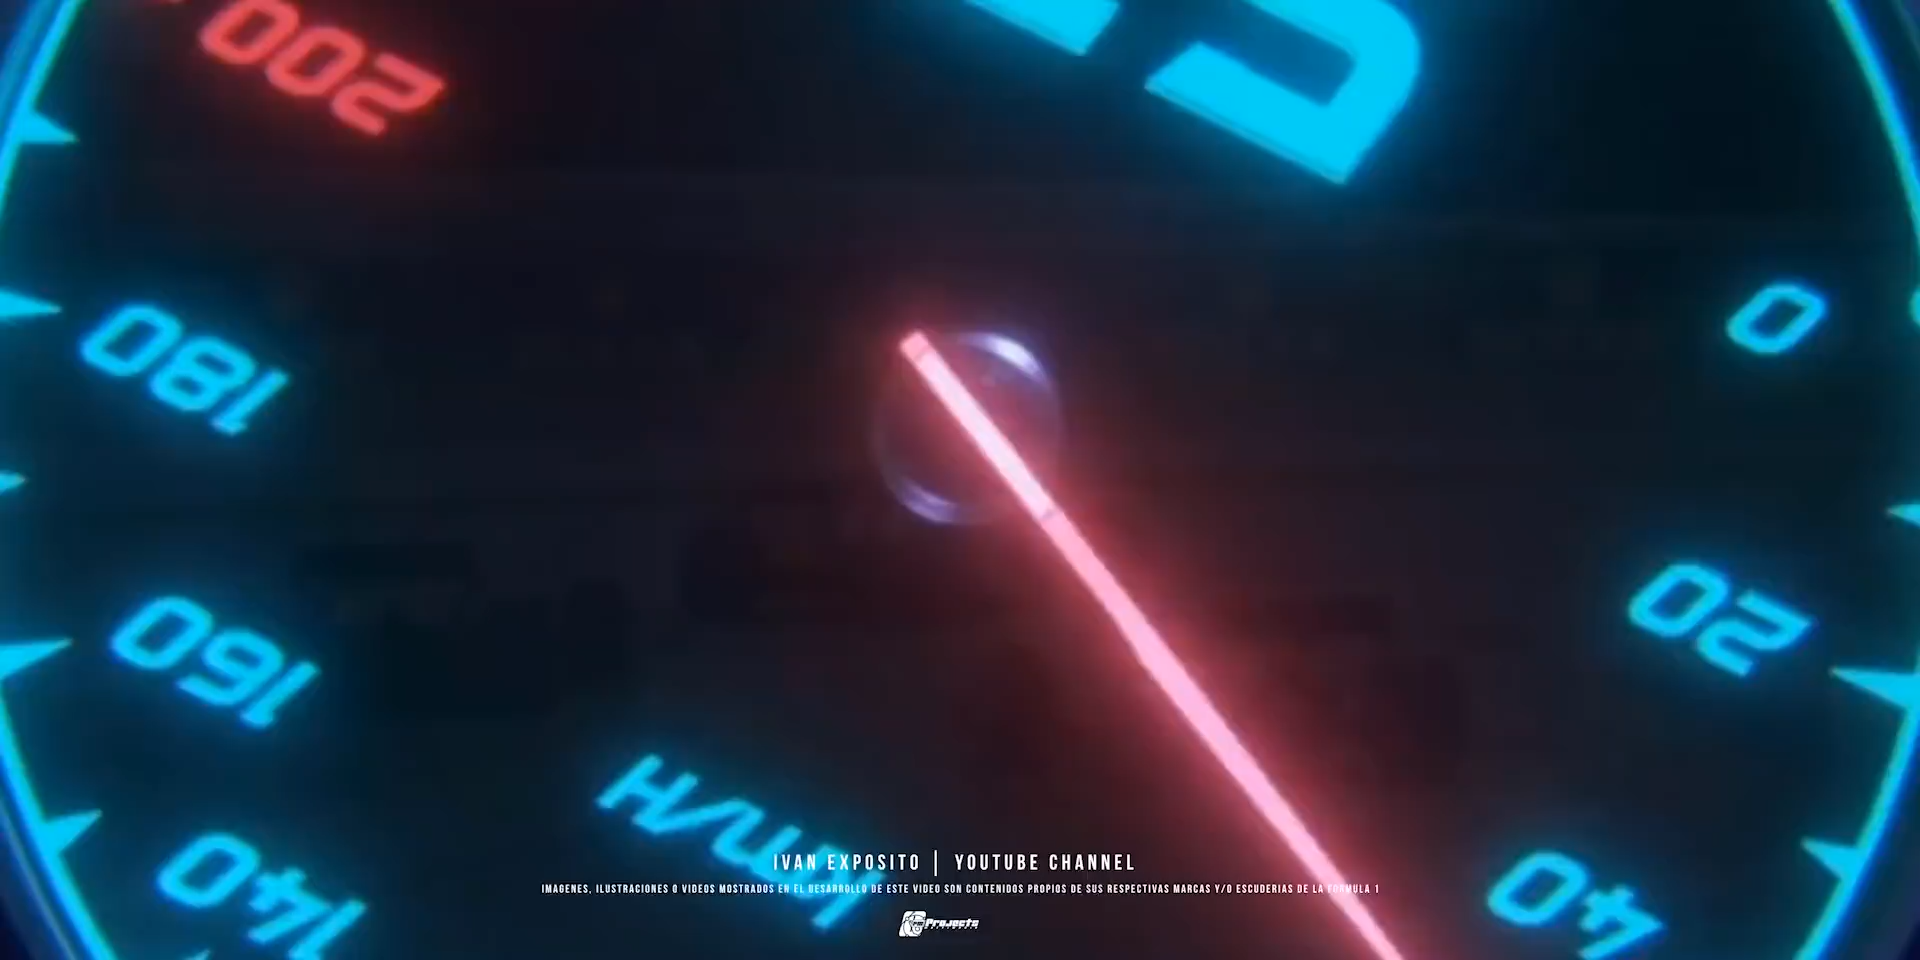 200
0
180
20
160
KM/H
140
40
IVAN EXPOSITO | YOUTUBE CHANNEL
IMAGENES, ILUSTRACIONES O VIDEOS MOSTRADOS EN EL DESARROLLO DE ESTE VIDEO SON CONTENIDOS PROPIOS DE SUS RESPECTIVAS MARCAS Y/O ESCUDERIAS DE LA FORMULA 1
Projects